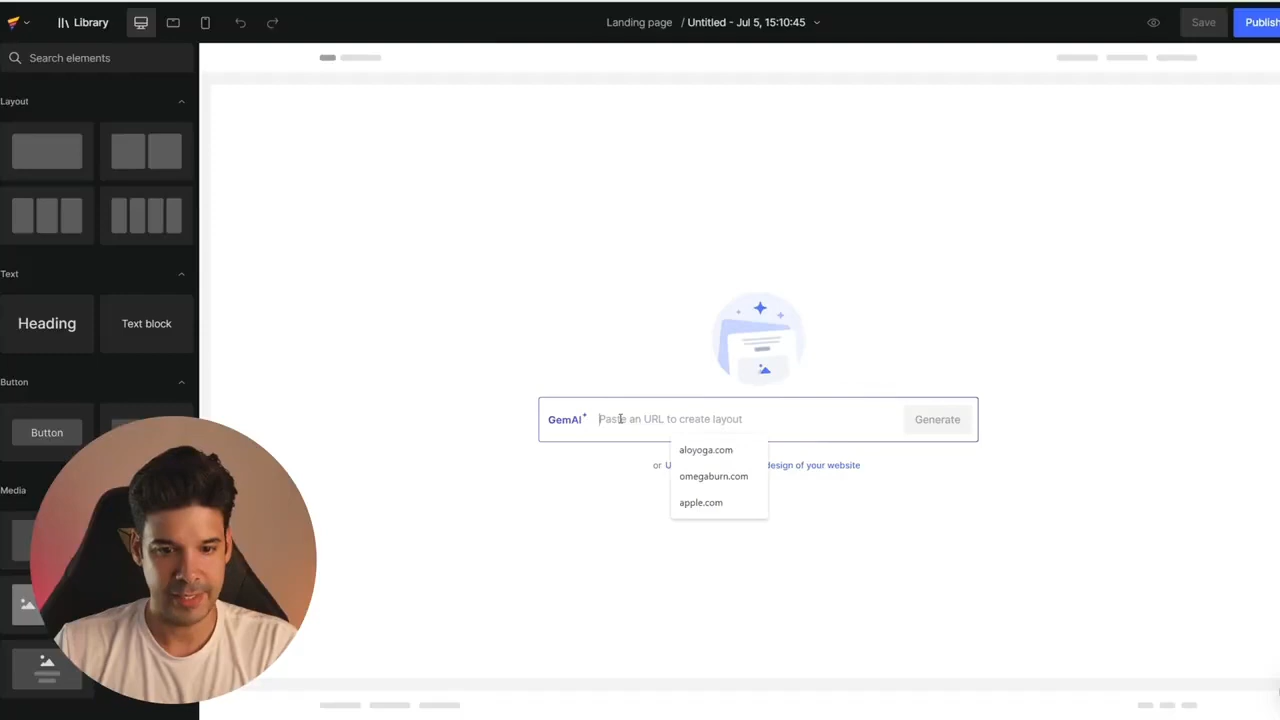 Library
Landing page / Untitled - Jul 5, 15:10:45
Save
Publish
Search elements
Layout
Text
Heading
Text block
Button
Button
Media
GemAI
Paste an URL to create layout
Generate
aloyoga.com
or
design of your website
omegaburn.com
apple.com